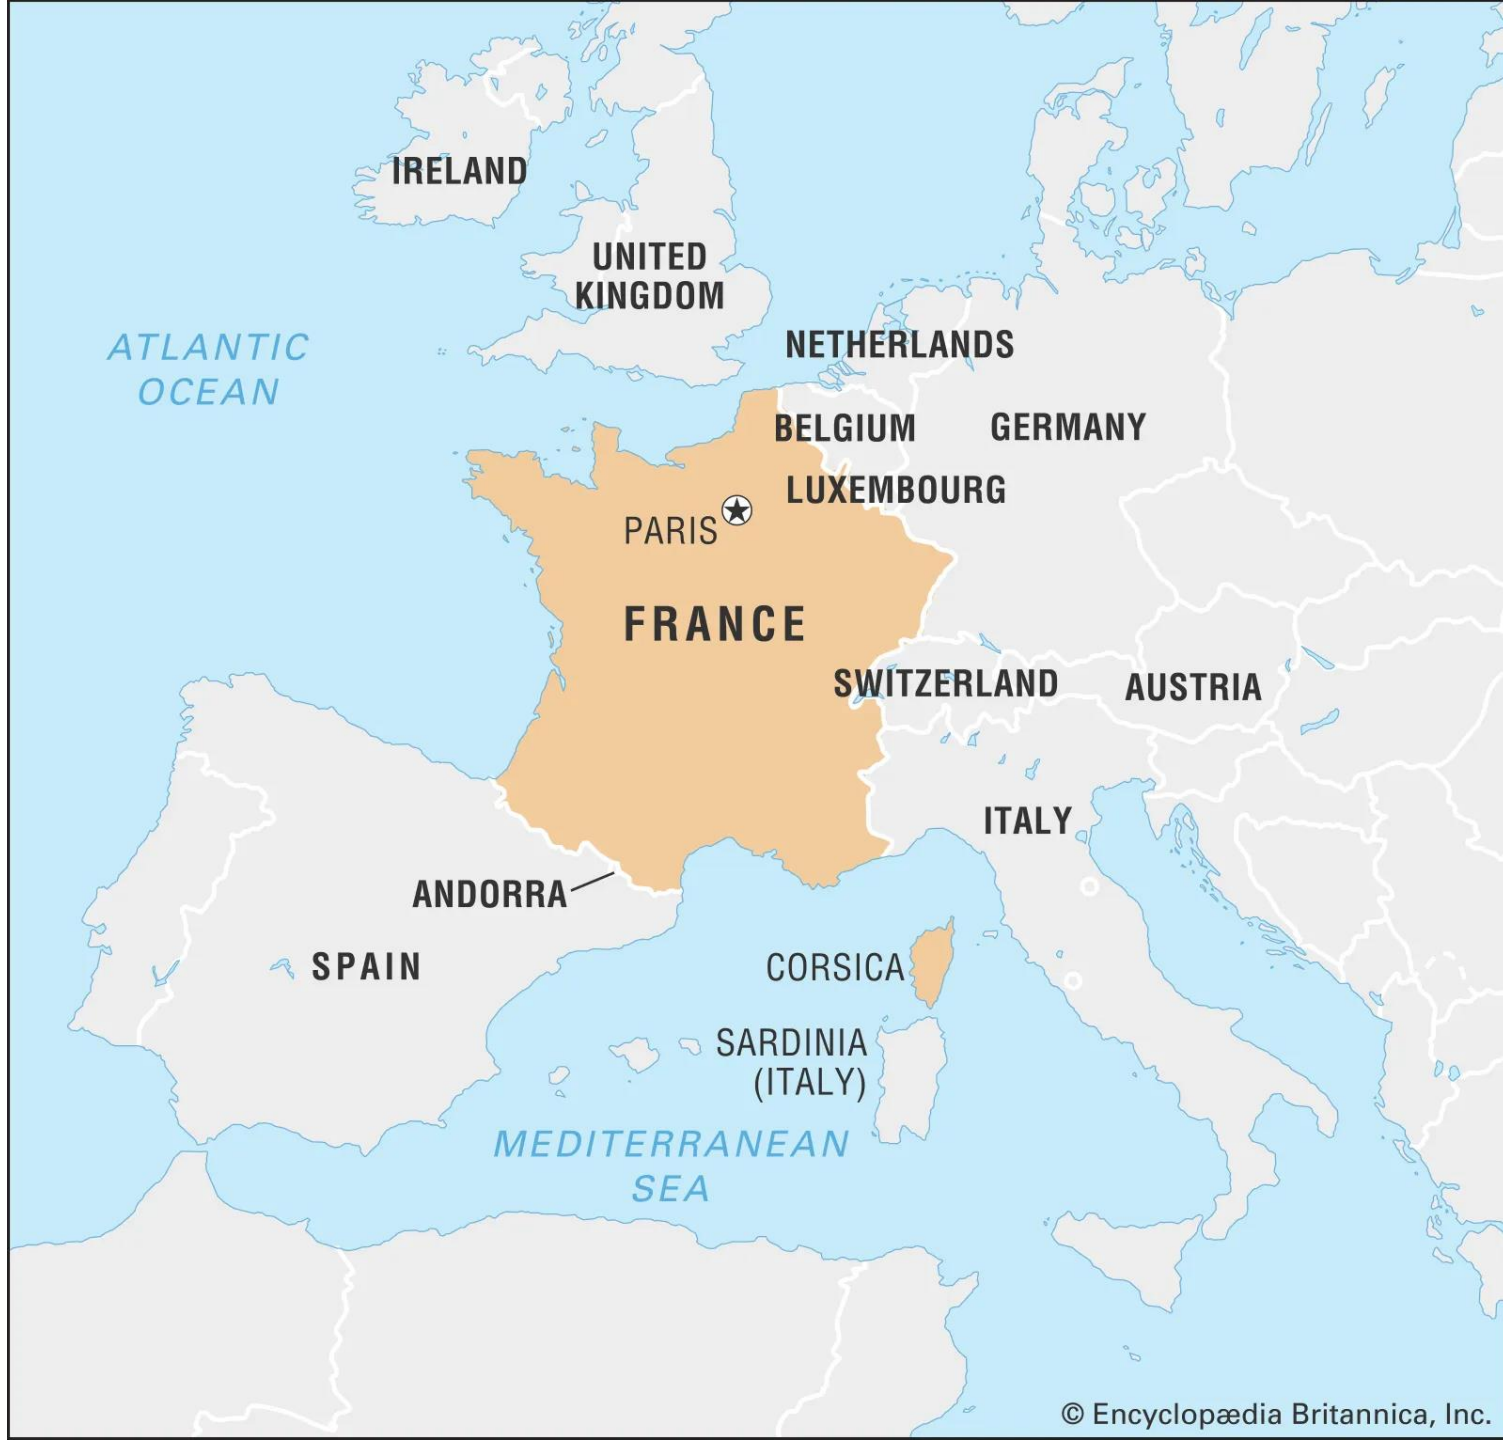 IRELAND
UNITED
KINGDOM
ATLANTIC
OCEAN
NETHERLANDS
BELGIUM
GERMANY
LUXEMBOURG
PARIS
FRANCE
SWITZERLAND
AUSTRIA
ITALY
ANDORRA
SPAIN
CORSICA
SARDINIA
(ITALY)
MEDITERRANEAN
SEA
© Encyclopædia Britannica, Inc.